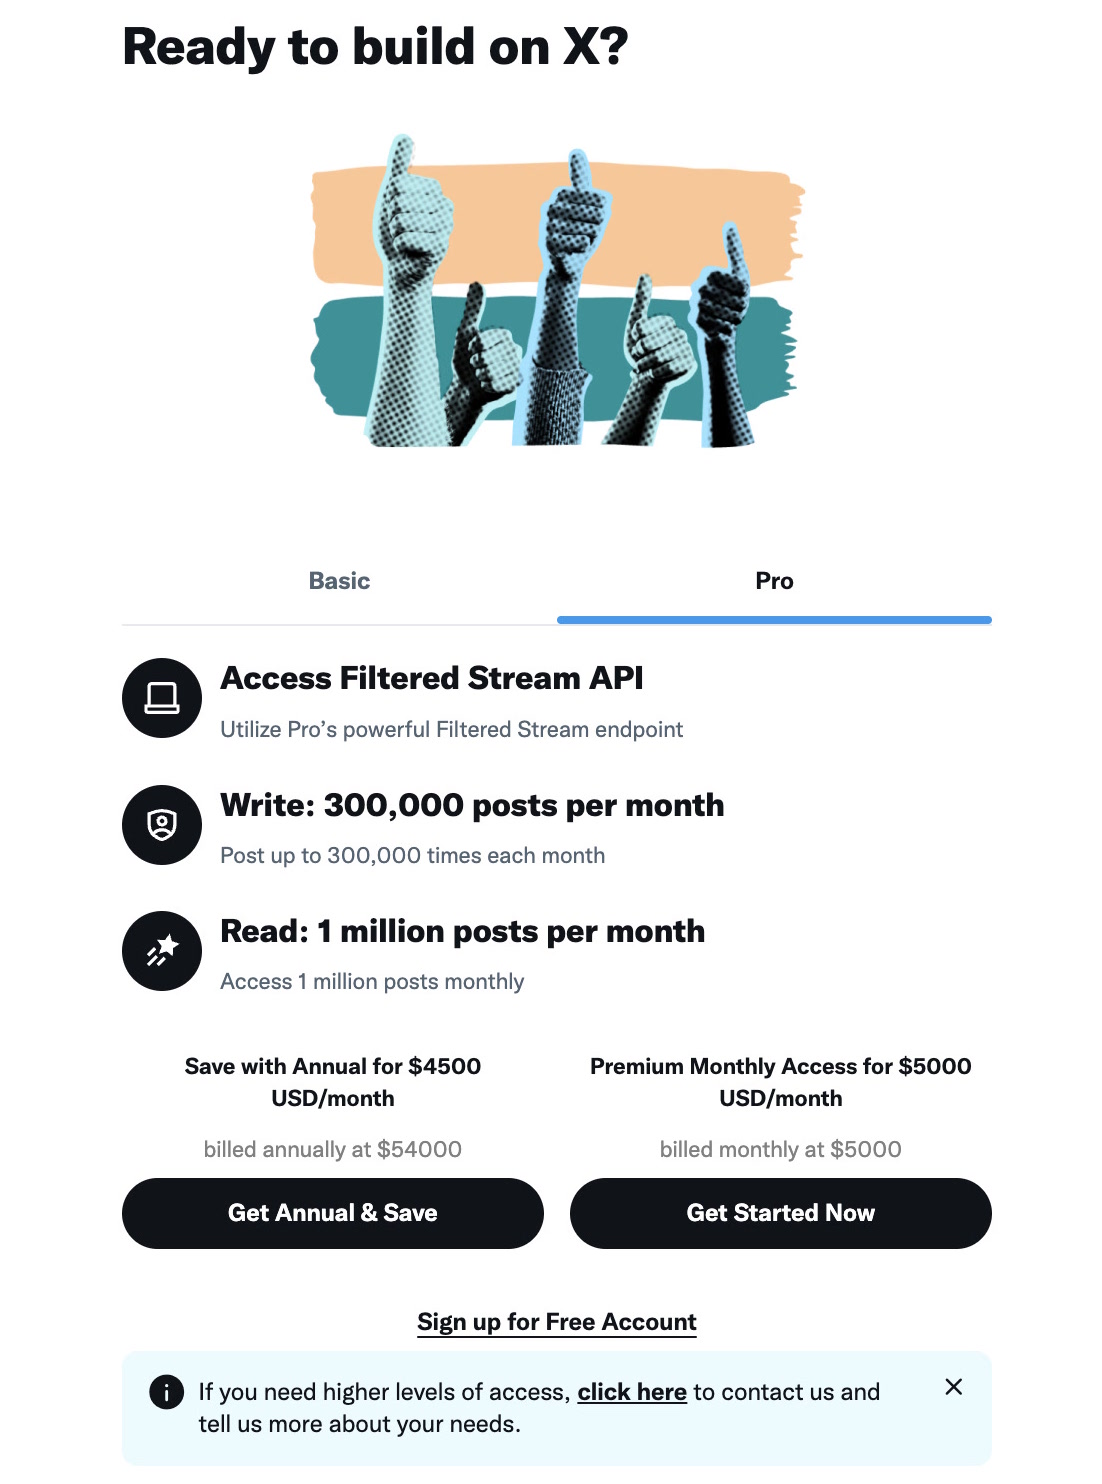 Ready to build on X?
Basic
Pro
Access Filtered Stream API
Utilize Pro’s powerful Filtered Stream endpoint
Write: 300,000 posts per month
Post up to 300,000 times each month
Read: 1 million posts per month
Access 1 million posts monthly
Save with Annual for $4500
USD/month
billed annually at $54000
Get Annual & Save
Premium Monthly Access for $5000
USD/month
billed monthly at $5000
Get Started Now
Sign up for Free Account
If you need higher levels of access, click here to contact us and
tell us more about your needs.